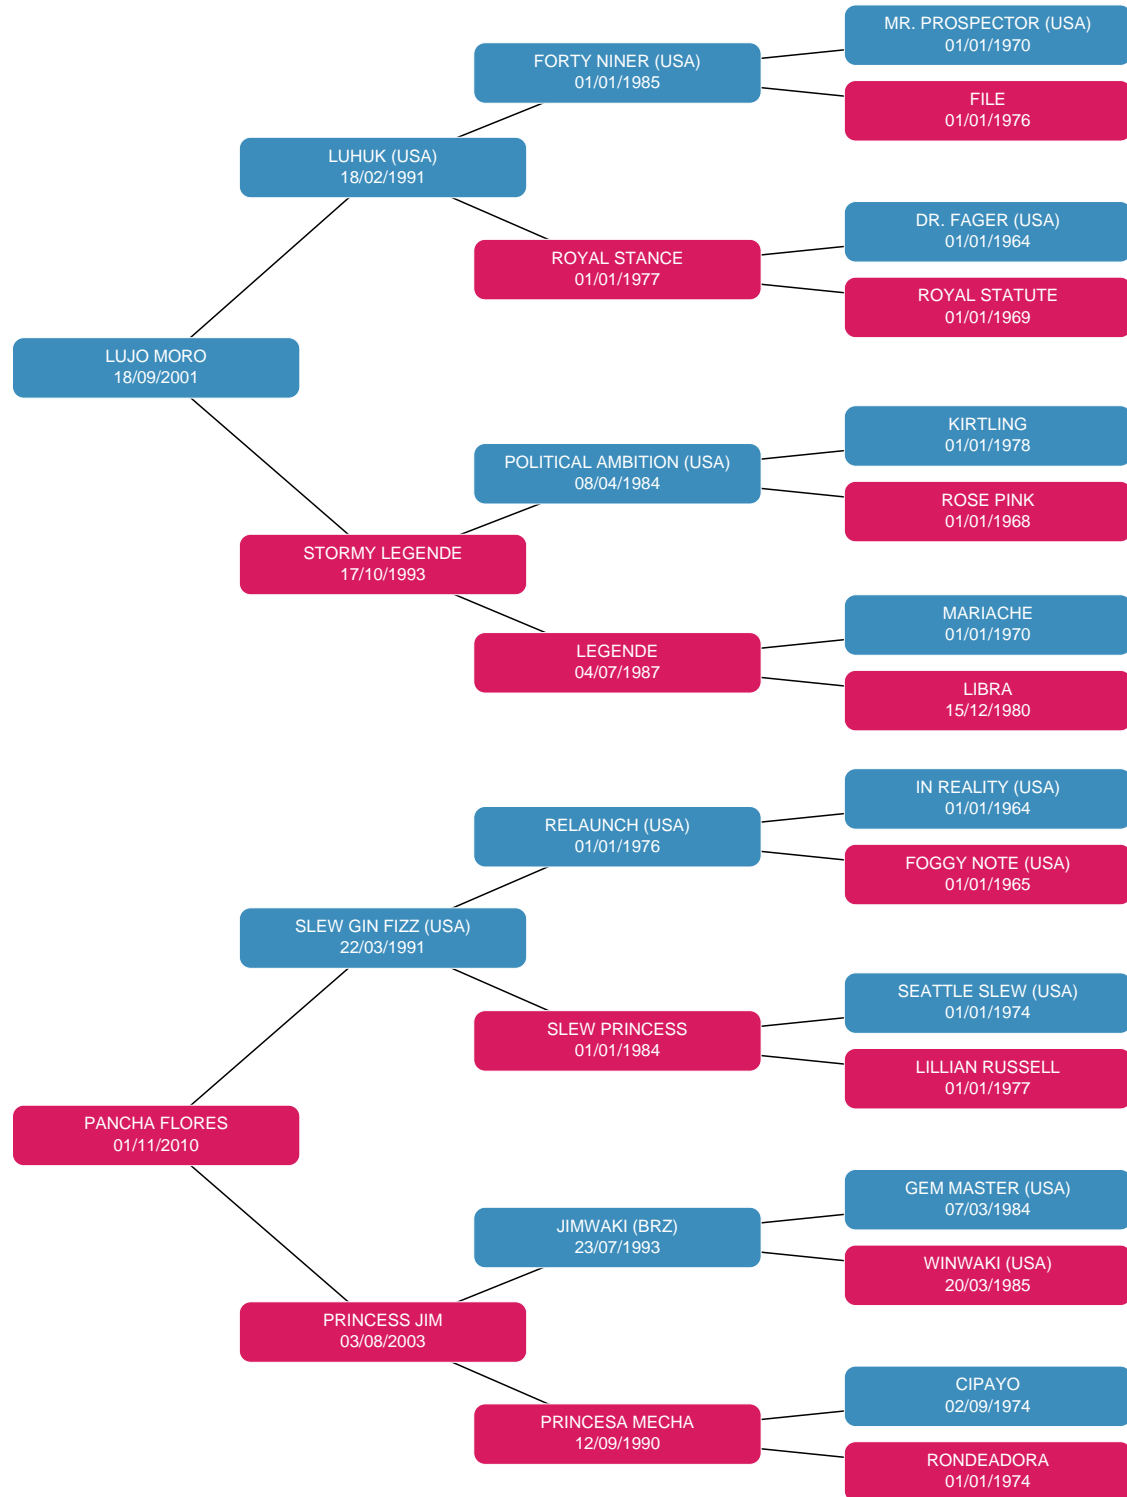 MR. PROSPECTOR (USA)
01/01/1970
FORTY NINER (USA)
01/01/1985
FILE
01/01/1976
LUHUK (USA)
18/02/1991
DR. FAGER (USA)
01/01/1964
ROYAL STANCE
01/01/1977
ROYAL STATUTE
01/01/1969
LUJO MORO
18/09/2001
KIRTLING
01/01/1978
POLITICAL AMBITION (USA)
08/04/1984
ROSE PINK
01/01/1968
STORMY LEGENDE
17/10/1993
MARIACHE
01/01/1970
LEGENDE
04/07/1987
LIBRA
15/12/1980
IN REALITY (USA)
01/01/1964
RELAUNCH (USA)
01/01/1976
FOGGY NOTE (USA)
01/01/1965
SLEW GIN FIZZ (USA)
22/03/1991
SEATTLE SLEW (USA)
01/01/1974
SLEW PRINCESS
01/01/1984
LILLIAN RUSSELL
01/01/1977
PANCHA FLORES
01/11/2010
GEM MASTER (USA)
07/03/1984
JIMWAKI (BRZ)
23/07/1993
WINWAKI (USA)
20/03/1985
PRINCESS JIM
03/08/2003
CIPAYO
02/09/1974
PRINCESA MECHA
12/09/1990
RONDEADORA
01/01/1974